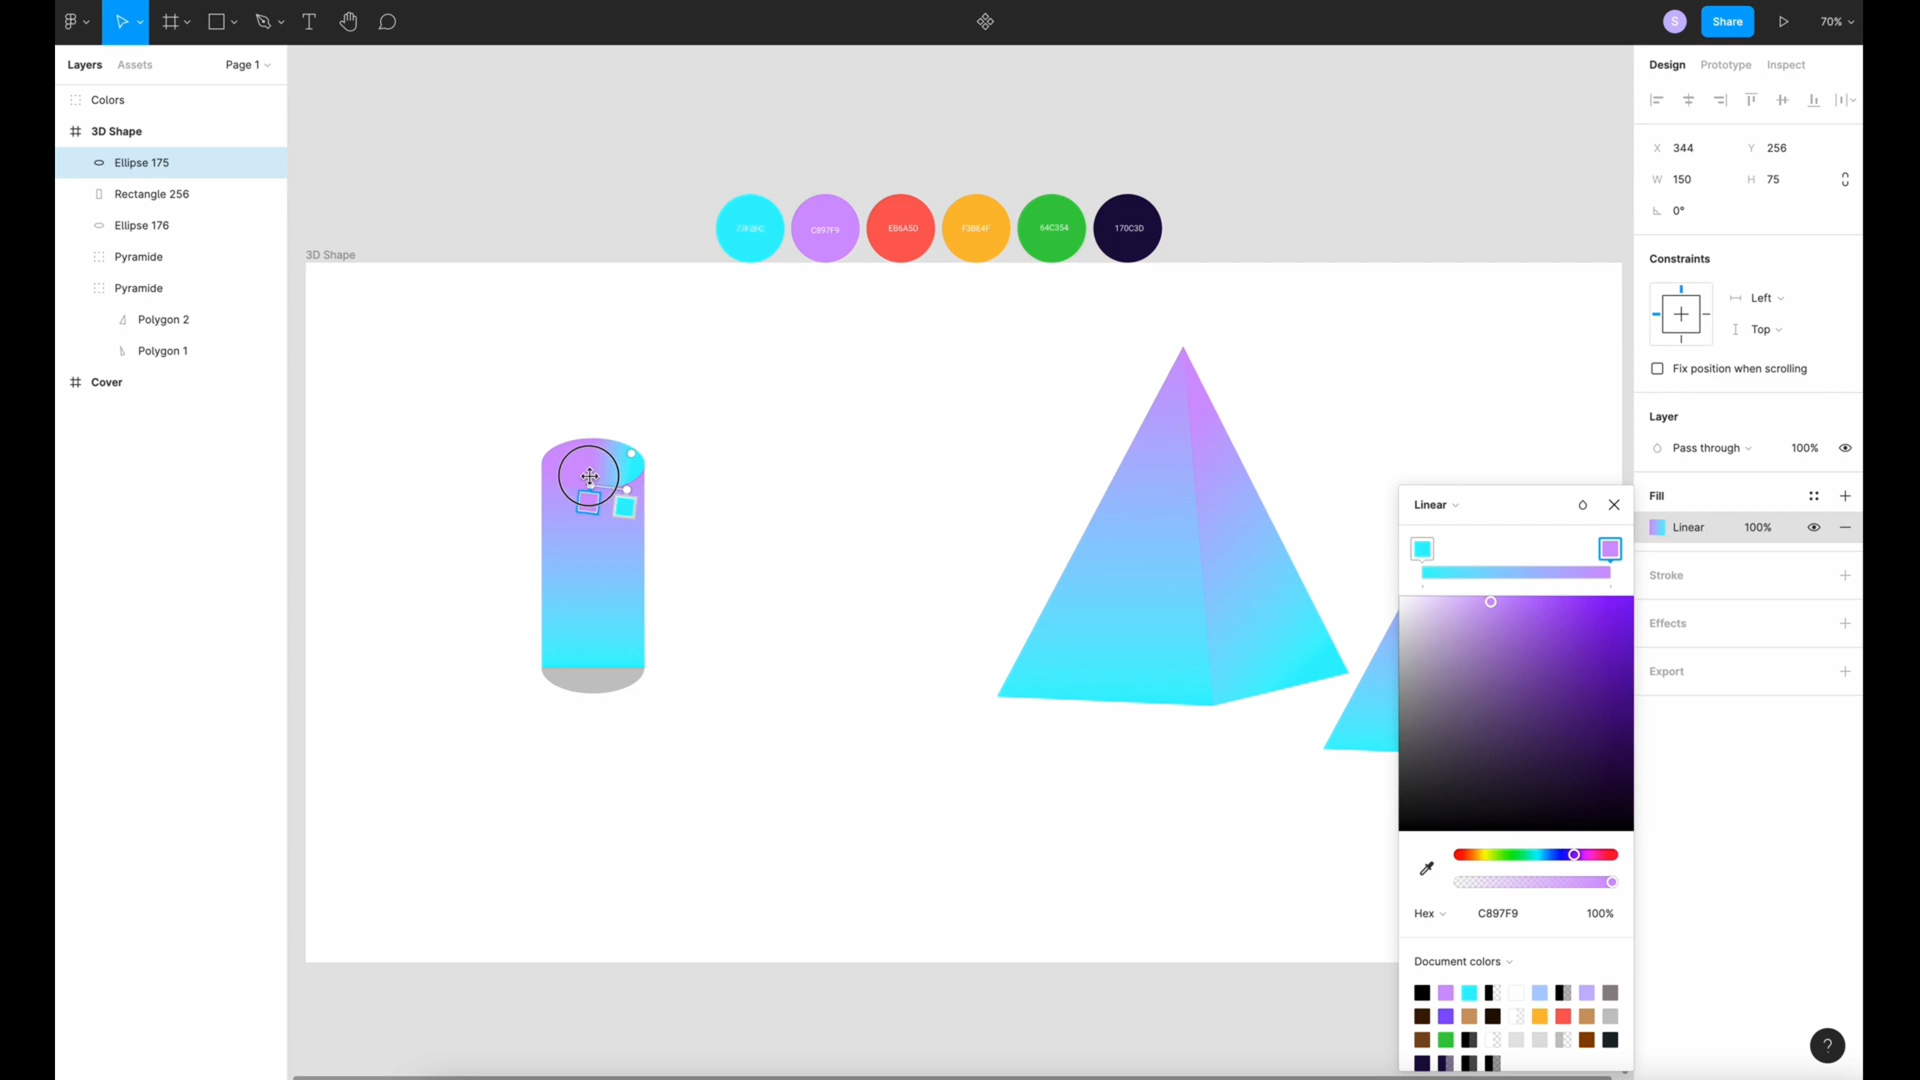 S
Share
70%
Layers
Assets
Page 1
Design
Prototype
Inspect
Colors
3D Shape
Ellipse 175
Rectangle 256
Ellipse 176
Pyramide
Pyramide
Polygon 2
Polygon 1
Cover
3D Shape
C897F9
EB6A5D
F3BE4F
64C354
170C3D
X 344
Y 256
W 150
H 75
0°
Constraints
Left
Top
Fix position when scrolling
Layer
Pass through
100%
Fill
Linear
100%
Stroke
Effects
Export
Linear
Hex
C897F9
100%
Document colors
?